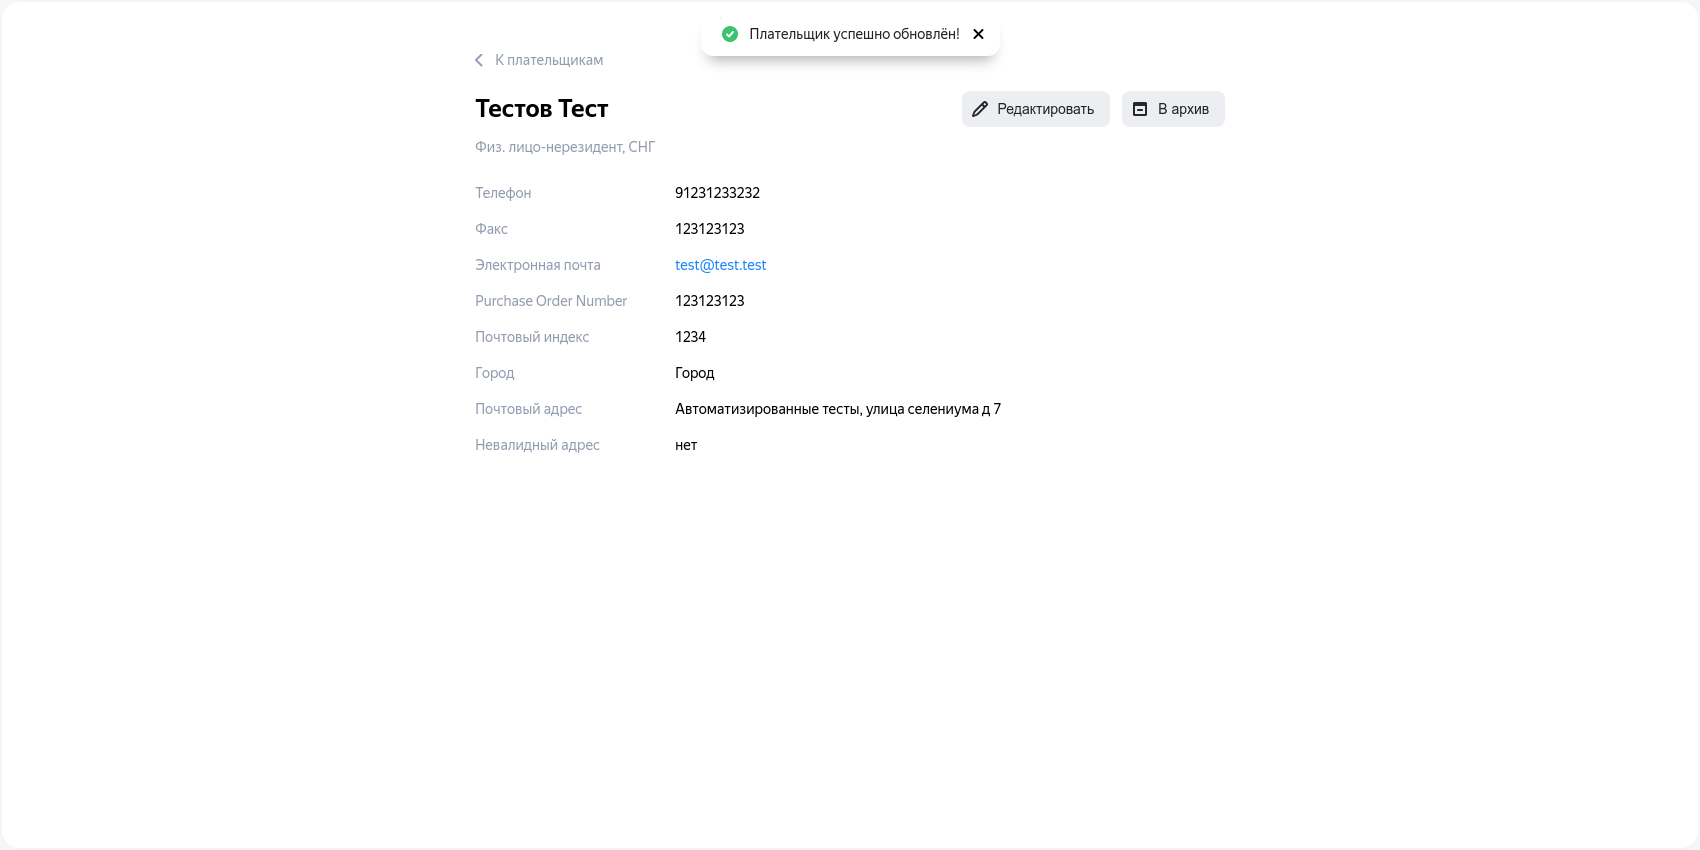 Плательщик успешно обновлён!
К плательщикам
Тестов Тест
Редактировать
В архив
Физ. лицо-нерезидент, СНГ
Телефон 91231233232
Факс 123123123
Электронная почта test@test.test
Purchase Order Number 123123123
Почтовый индекс 1234
Город Город
Почтовый адрес Автоматизированные тесты, улица селениума д 7
Невалидный адрес нет